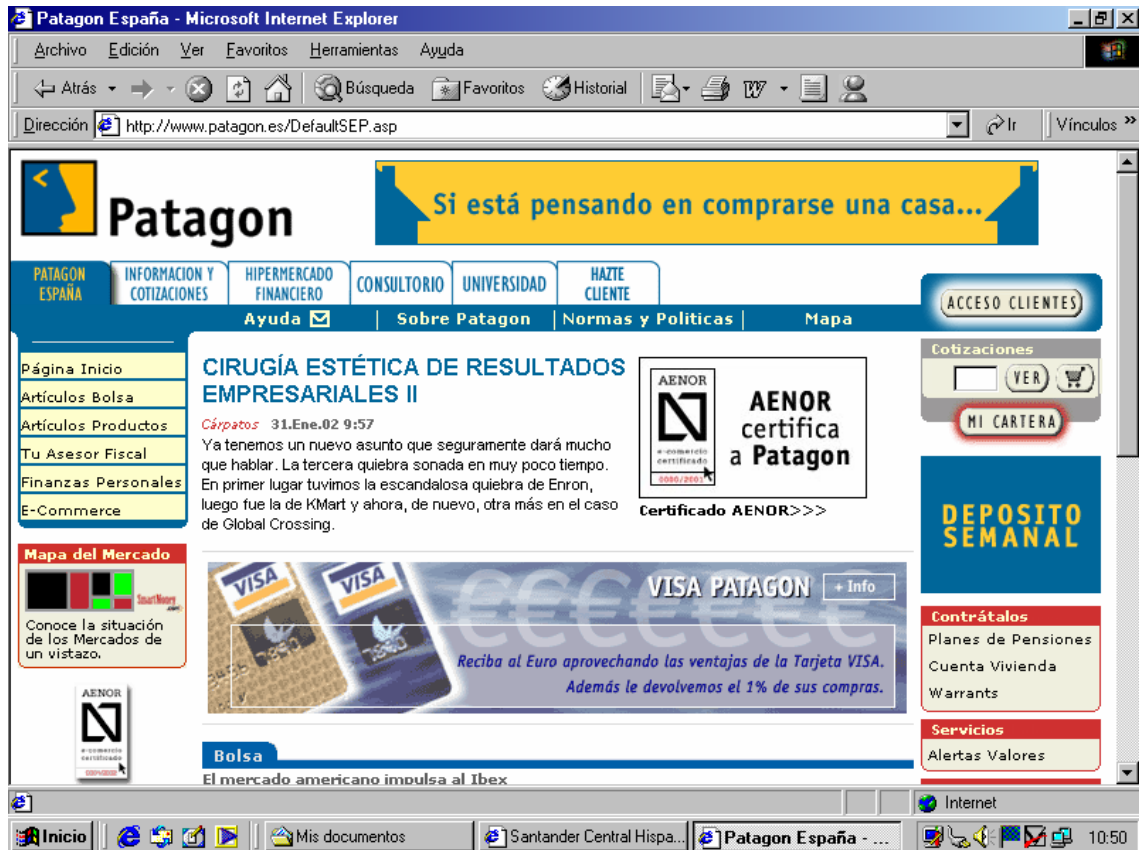 Patagon España - Microsoft Internet Explorer
Archivo Edición Ver Favoritos Herramientas Ayuda
Atrás Búsqueda Favoritos Historial
Dirección http://www.patagon.es/DefaultSEP.asp Ir Vínculos »
Patagon
Si está pensando en comprarse una casa...
PATAGON ESPAÑA
INFORMACION Y COTIZACIONES
HIPERMERCADO FINANCIERO
CONSULTORIO
UNIVERSIDAD
HAZTE CLIENTE
ACCESO CLIENTES
Ayuda | Sobre Patagon | Normas y Politicas | Mapa
Página Inicio
Artículos Bolsa
Artículos Productos
Tu Asesor Fiscal
Finanzas Personales
E-Commerce
Mapa del Mercado
SmartMoney
Conoce la situación
de los Mercados de
un vistazo.
AENOR
N
e-comercio
certificado
CIRUGÍA ESTÉTICA DE RESULTADOS
EMPRESARIALES II
Cárpatos 31.Ene.02 9:57
Ya tenemos un nuevo asunto que seguramente dará mucho
que hablar. La tercera quiebra sonada en muy poco tiempo.
En primer lugar tuvimos la escandalosa quiebra de Enron,
luego fue la de KMart y ahora, de nuevo, otra más en el caso
de Global Crossing.
AENOR
N
e-comercio
certificado
AENOR
certifica
a Patagon
Certificado AENOR>>>
VISA
VISA
VISA PATAGON + Info
€€€€€€€
Reciba al Euro aprovechando las ventajas de la Tarjeta VISA.
Además le devolvemos el 1% de sus compras.
Bolsa
El mercado americano impulsa al Ibex
Cotizaciones
VER
MI CARTERA
DEPOSITO
SEMANAL
Contrátalos
Planes de Pensiones
Cuenta Vivienda
Warrants
Servicios
Alertas Valores
Internet
Inicio Mis documentos Santander Central Hispa... Patagon España - ... 10:50